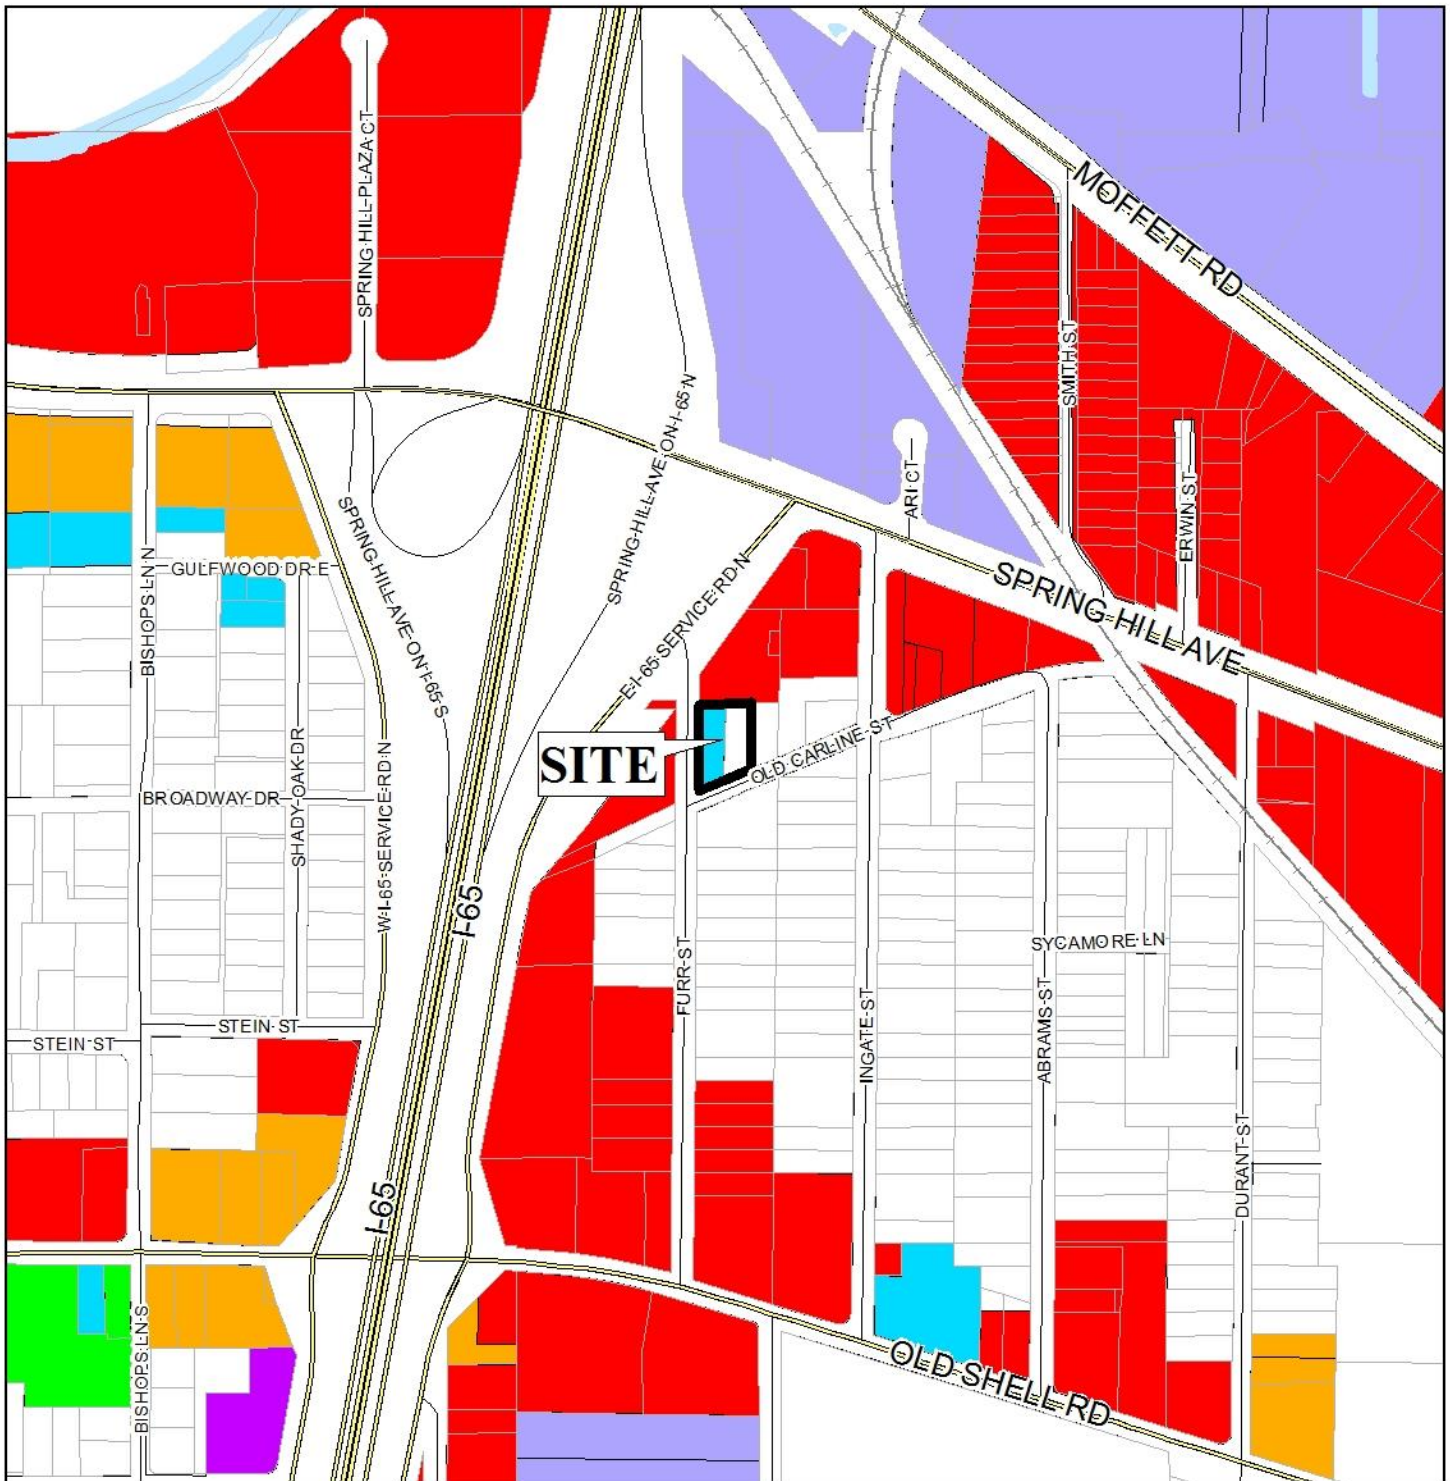 SPRING HILL PLAZA CT
MOFFETT RD
SMITH ST
SPRING HILL AVE ON I-65 N
ARI CT
ERWIN ST
SPRING HILL AVE ON I-65 S
BISHOPS LN N
GULFWOOD DR E
SPRING HILL AVE
E I-65 SERVICE RD N
SITE
OLD CARLINE ST
SHADY OAK DR
W I-65 SERVICE RD N
BROADWAY DR
I-65
FURR ST
SYCAMORE LN
INGATE ST
ABRAMS ST
STEIN ST
STEIN ST
DURANT ST
I-65
BISHOPS LN S
OLD SHELL RD